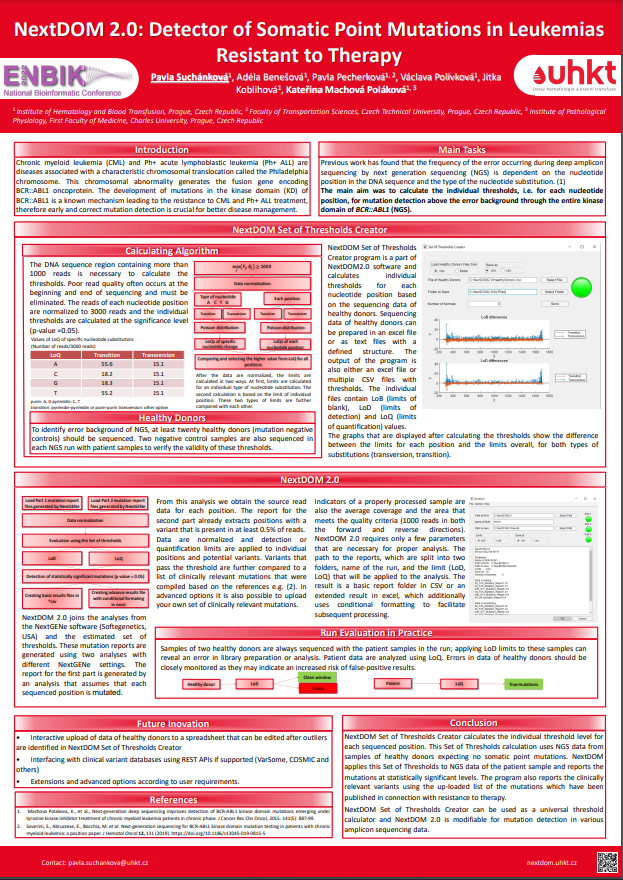 NextDOM 2.0: Detector of Somatic Point Mutations in Leukemias
Resistant to Therapy
ENBIK
National Bioinformatic Conference
Pavla Suchánková¹, Adéla Benešová¹, Pavla Pecherková¹,², Václava Polívková¹, Jitka
Koblihová¹, Kateřina Machová Poláková¹,³
uhkt
Ústav hematologie a krevní transfuze
¹ Institute of Hematology and Blood Transfusion, Prague, Czech Republic, ² Faculty of Transportation Sciences, Czech Technical University, Prague, Czech Republic, ³ Institute of Pathological
Physiology, First Faculty of Medicine, Charles University, Prague, Czech Republic
Introduction
Chronic myeloid leukemia (CML) and Ph+ acute lymphoblastic leukemia (Ph+ ALL) are
diseases associated with a characteristic chromosomal translocation called the Philadelphia
chromosome. This chromosomal abnormality generates the fusion gene encoding
BCR::ABL1 oncoprotein. The development of mutations in the kinase domain (KD) of
BCR::ABL1 is a known mechanism leading to the resistance to CML and Ph+ ALL treatment,
therefore early and correct mutation detection is crucial for better disease management.
Main Tasks
Previous work has found that the frequency of the error occurring during deep amplicon
sequencing by next generation sequencing (NGS) is dependent on the nucleotide
position in the DNA sequence and the type of the nucleotide substitution. (1)
The main aim was to calculate the individual thresholds, i.e. for each nucleotide
position, for mutation detection above the error background through the entire kinase
domain of BCR::ABL1 (NGS).
NextDOM Set of Thresholds Creator
Calculating Algorithm
The DNA sequence region containing more than
1000 reads is necessary to calculate the
thresholds. Poor read quality often occurs at the
beginning and end of sequencing and must be
eliminated. The reads of each nucleotide position are
normalized to 3000 reads and the individual
thresholds are calculated at the significance level
(p-value =0.05).
Values of LoQ of specific nucleotide substitution:
(Number of reads/3000 reads)
LoQ Transition Transversion
A 55.6 15.1
C 18.2 15.1
G 18.3 15.1
T 55.2 15.1
purin: A, G pyrimidin: C, T
transition: pyrimidin-pyrimidin or purin-purin transversion: other option
Data normalisation
Type of nucleotide
A C T G
Each position
Transition Transversion Transition Transversion
Poisson distribution Poisson distribution
LoQs of specific
nucleotide change
LoQs of each
nucleotide position
Comparing and selecting the higher value from LoQ for all
positions
After the data are normalized, the limits are
calculated in two ways. At first, limits are calculated
for an individual type of nucleotide substitution. The
second calculation is based on the limit of individual
position. These two types of limits are further
compared with each other.
Healthy Donors
To identify error background of NGS, at least twenty healthy donors (mutation negative
controls) should be sequenced. Two negative control samples are also sequenced in
each NGS run with patient samples to verify the validity of these thresholds.
NextDOM Set of Thresholds
Creator program is a part of
NextDOM2.0 software and
calculates individual
thresholds for each
nucleotide position based on
the sequencing data of
healthy donors. Sequencing
data of healthy donors can
be prepared in an excel file
or as text files with a
defined structure. The
output of the program is
also either an excel file or
multiple CSV files with
thresholds. The individual
files contain LoB (limits of
blank), LoD (limits of
detection) and LoQ (limits
of quantification) values.
The graphs that are displayed after calculating the thresholds show the difference
between the limits for each position and the limits overall, for both types of
substitutions (transversion, transition).
Set Of Thresholds Creator
LoB differences
LoD differences
NextDOM 2.0
Load Part 1 mutation report
files generated by NextGENe
Load Part 2 mutation report
files generated by NextGENe
Data normalisation
Evaluation using the Set of thresholds
LoD LoQ
Detection of statistically significant mutations (p-value = 0.05)
Creating basic results files in
*csv
Creating advance results file
with conditional formating
in excel
NextDOM 2.0 joins the analyses from
the NextGENe software (Softgenetics,
USA) and the estimated set of
thresholds. These mutation reports are
generated using two analyses with
different NextGENe settings. The
report for the first part is generated by
an analysis that assumes that each
sequenced position is mutated.
From this analysis we obtain the source read
data for each position. The report for the
second part already extracts positions with a
variant that is present in at least 0.5% of reads.
Data are normalized and detection or
quantification limits are applied to individual
positions and potential variants. Variants that
pass the threshold are further compared to a
list of clinically relevant mutations that were
compiled based on the references e.g. (2). In
advanced options it is also possible to upload
your own set of clinically relevant mutations.
Indicators of a properly processed sample are
also the average coverage and the area that
meets the quality criteria (1000 reads in both
the forward and reverse directions).
NextDOM 2.0 requires only a few parameters
that are necessary for proper analysis. The
path to the reports, which are split into two
folders, name of the run, and the limit (LoD,
LoQ) that will be applied to the analysis. The
result is a basic report folder in CSV or an
extended result in excel, which additionally
uses conditional formatting to facilitate
subsequent processing.
Run Evaluation in Practice
Samples of two healthy donors are always sequenced with the patient samples in the run; applying LoD limits to these samples can
reveal an error in library preparation or analysis. Patient data are analyzed using LoQ. Errors in data of healthy donors should be
closely monitored as they may indicate an increased risk of false-positive results.
Healthy donor LoD Clean window
Patient LoQ True mutations
Future Inovation
• Interactive upload of data of healthy donors to a spreadsheet that can be edited after outliers
are identified in NextDOM Set of Thresholds Creator
• Interfacing with clinical variant databases using REST APIs if supported (VarSome, COSMIC and
others)
• Extensions and advanced options according to user requirements.
References
1. Machova Polakova, K., et al., Next-generation deep sequencing improves detection of BCR-ABL1 kinase domain mutations emerging under
tyrosine kinase inhibitor treatment of chronic myeloid leukemia patients in chronic phase. J Cancer Res Clin Oncol, 2015. 141(5): 887-99.
2. Soverini, S., Abruzzese, E., Bocchia, M. et al. Next-generation sequencing for BCR-ABL1 kinase domain mutation testing in patients with chronic
myeloid leukemia: a position paper. J Hematol Oncol 12, 131 (2019). https://doi.org/10.1186/s13045-019-0815-5
Conclusion
NextDOM Set of Thresholds Creator calculates the individual threshold level for
each sequenced position. This Set of Thresholds calculation uses NGS data from
samples of healthy donors expecting no somatic mutations. NextDOM
applies this Set of Thresholds to NGS data of the patient sample and reports the
mutations at statistically significant levels. The program also reports the clinically
relevant variants using the up-loaded list of the mutations which have been
published in connection with resistance to therapy.
NextDOM Set of Thresholds Creator can be used as a universal threshold
calculator and NextDOM 2.0 is modifiable for mutation detection in various
amplicon sequencing data.
Contact: pavla.suchankova@uhkt.cz
nextdom.uhkt.cz